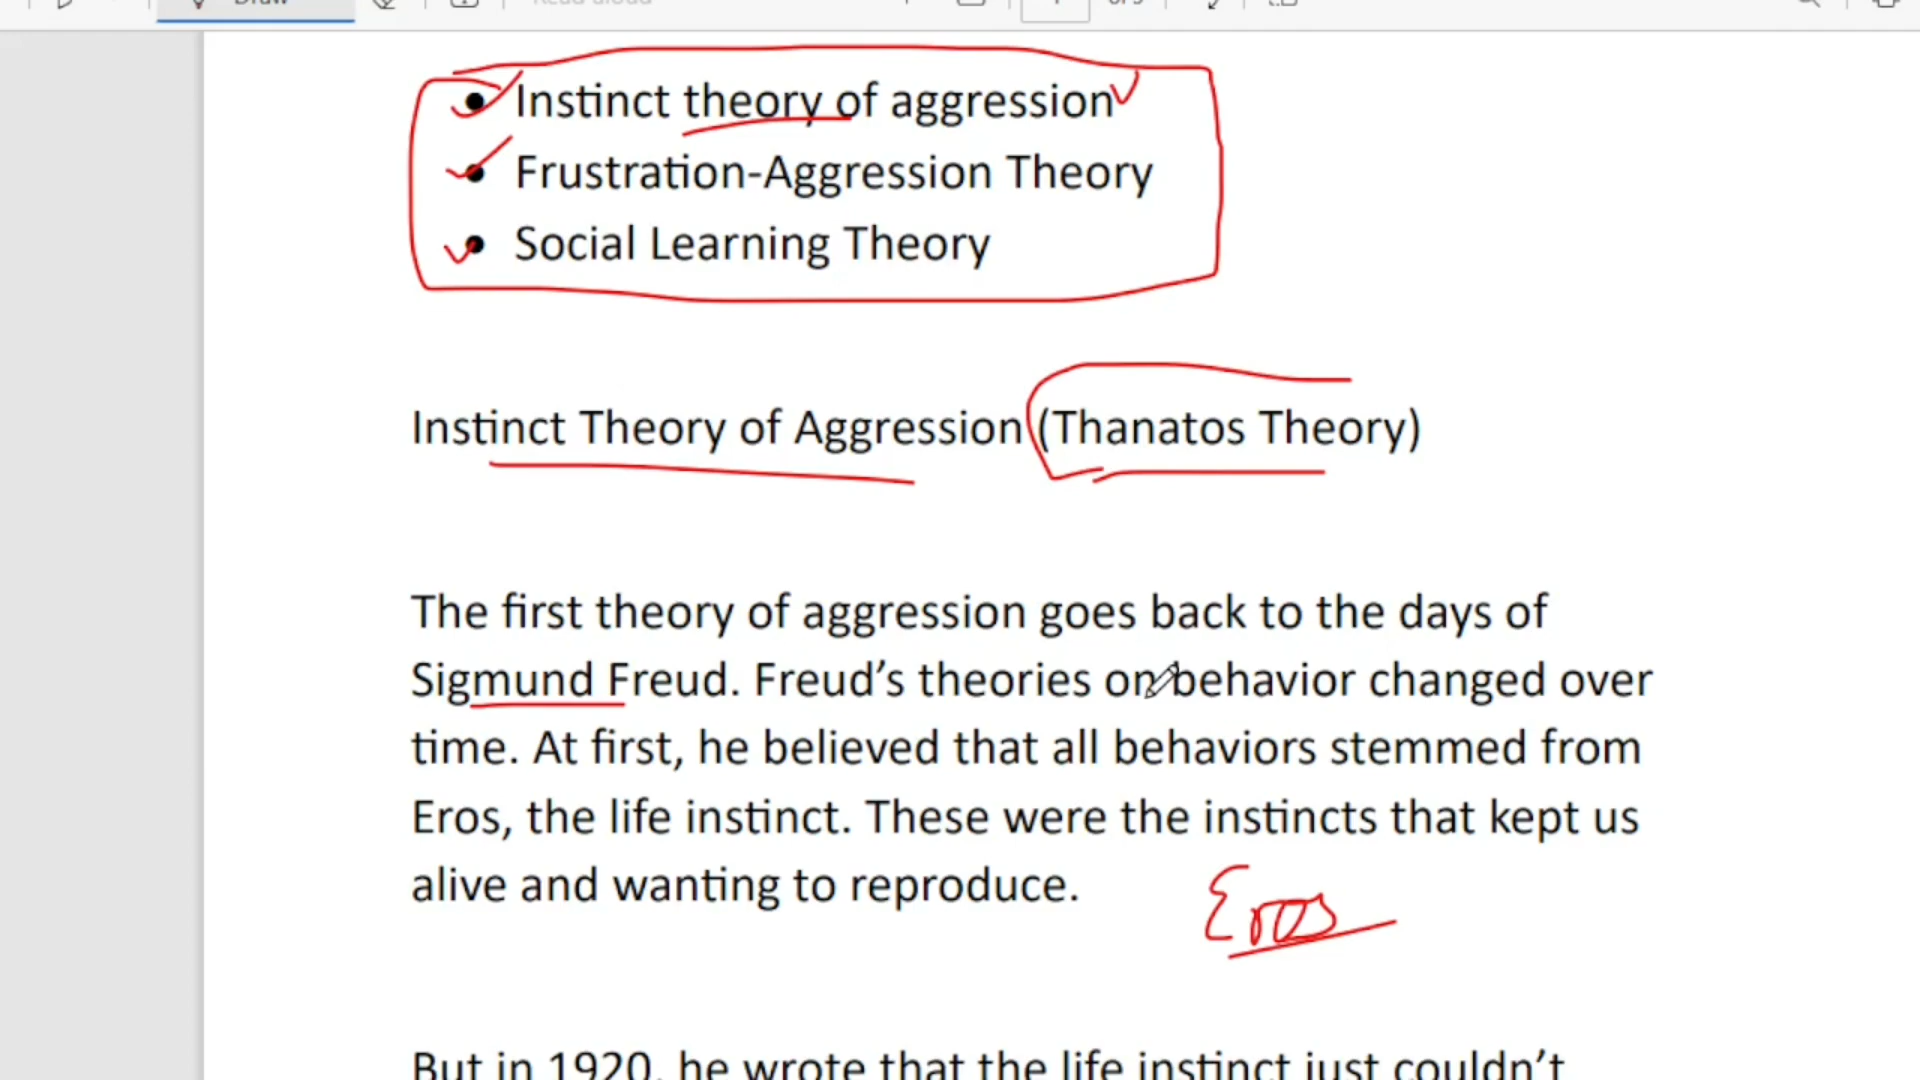 Draw
Read aloud
Instinct theory of aggression
Frustration-Aggression Theory
Social Learning Theory
Instinct Theory of Aggression (Thanatos Theory)
The first theory of aggression goes back to the days of
Sigmund Freud. Freud’s theories on behavior changed over
time. At first, he believed that all behaviors stemmed from
Eros, the life instinct. These were the instincts that kept us
alive and wanting to reproduce.
Eros
But in 1920, he wrote that the life instinct just couldn’t